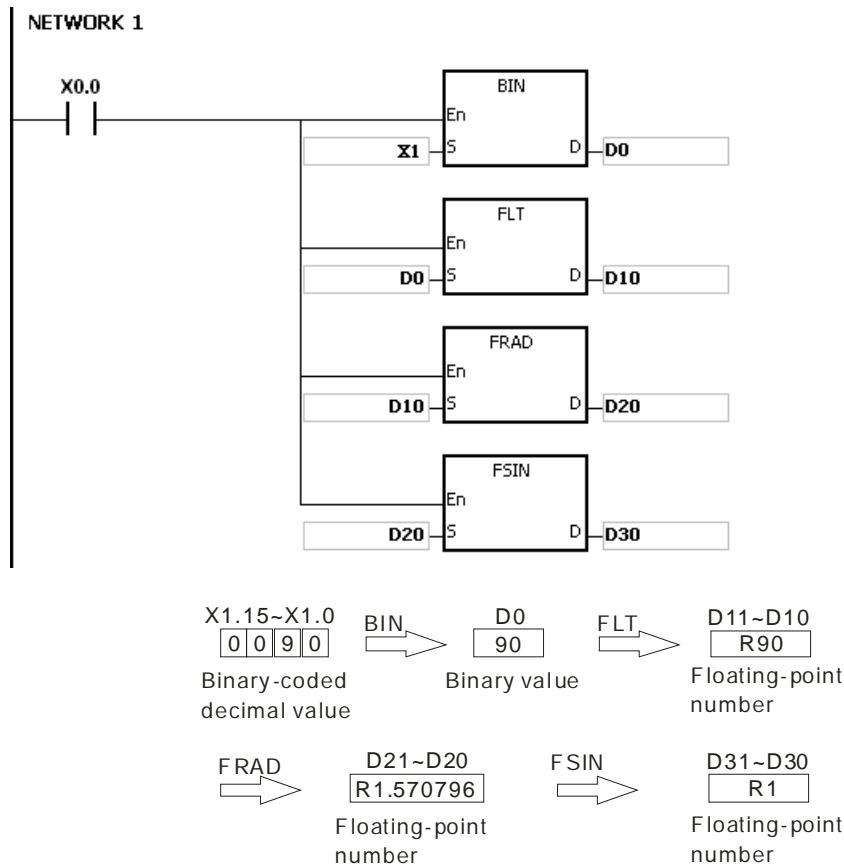 NETWORK 1
X0.0
BIN
En
X1 S D D0
FLT
En
D0 S D D10
FRAD
En
D10 S D D20
FSIN
En
D20 S D D30
X1.15~X1.0 BIN D0 FLT D11~D10
0 0 9 0 90 R90
Binary-coded Binary value Floating-point
decimal value number
FRAD D21~D20 FSIN D31~D30
R1.570796 R1
Floating-point Floating-point
number number